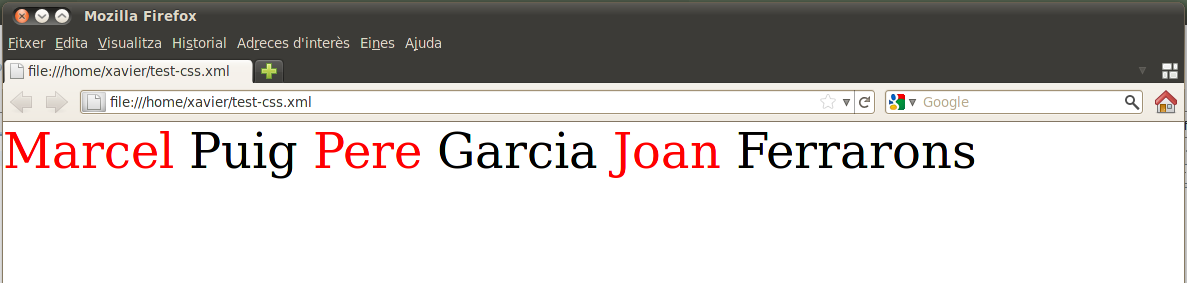 Mozilla Firefox
Fitxer Edita Visualitza Historial Adreces d'interès Eines Ajuda
file:///home/xavier/test-css.xml
file:///home/xavier/test-css.xml Google
Marcel Puig Pere Garcia Joan Ferrarons